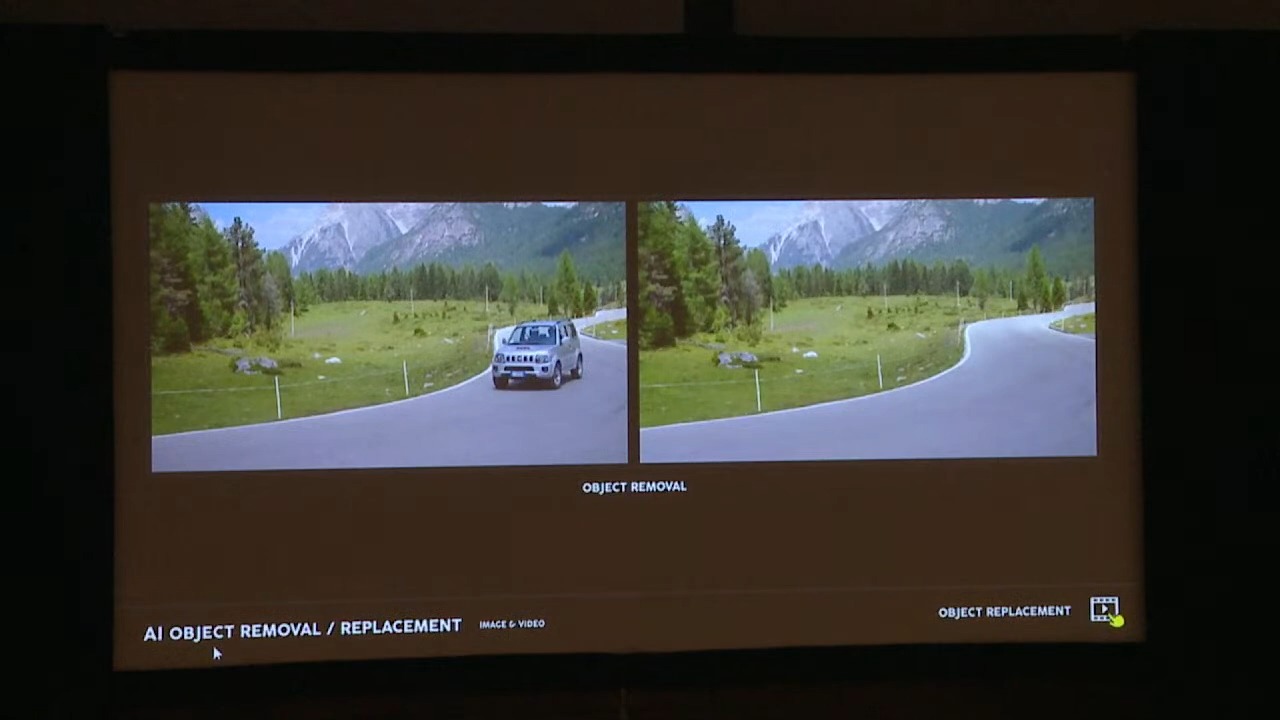 OBJECT REMOVAL
AI OBJECT REMOVAL / REPLACEMENT IMAGE & VIDEO
OBJECT REPLACEMENT